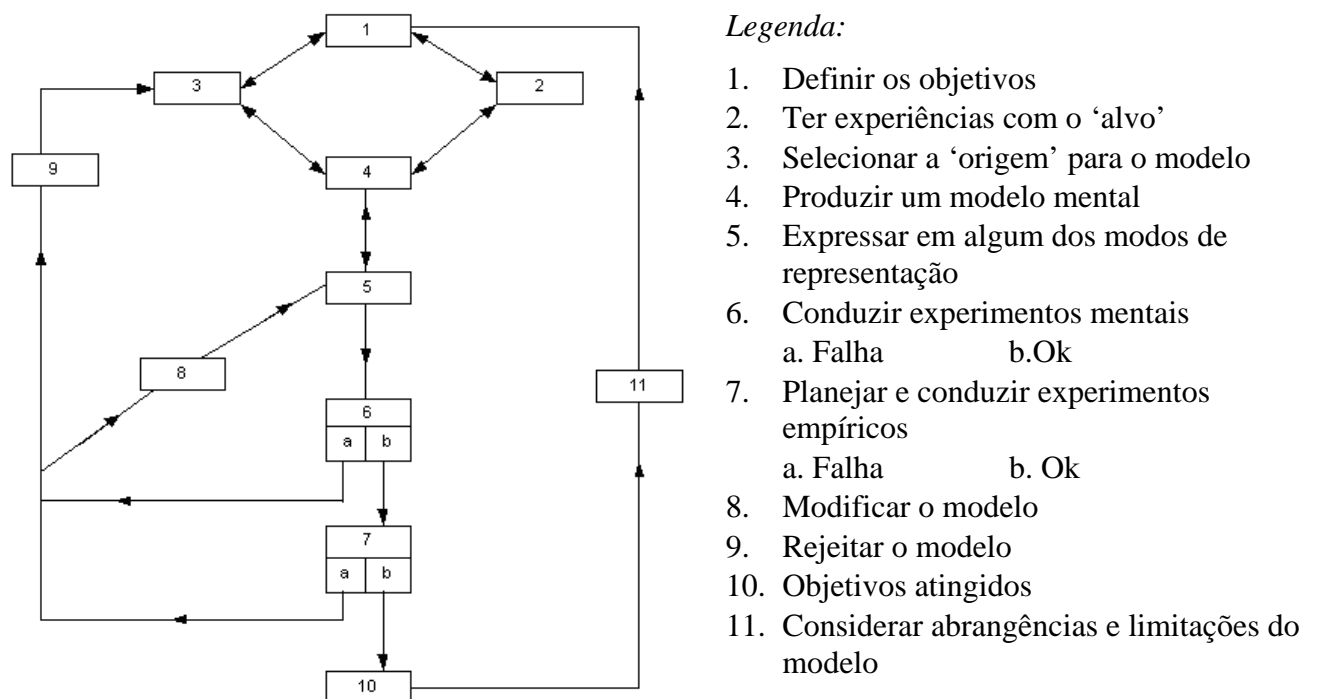 1
3
2
9
4
5
8
11
6
a b
7
a b
10
Legenda:
1. Definir os objetivos
2. Ter experiências com o ‘alvo’
3. Selecionar a ‘origem’ para o modelo
4. Produzir um modelo mental
5. Expressar em algum dos modos de
representação
6. Conduzir experimentos mentais
a. Falha b.Ok
7. Planejar e conduzir experimentos
empíricos
a. Falha b. Ok
8. Modificar o modelo
9. Rejeitar o modelo
10. Objetivos atingidos
11. Considerar abrangências e limitações do
modelo